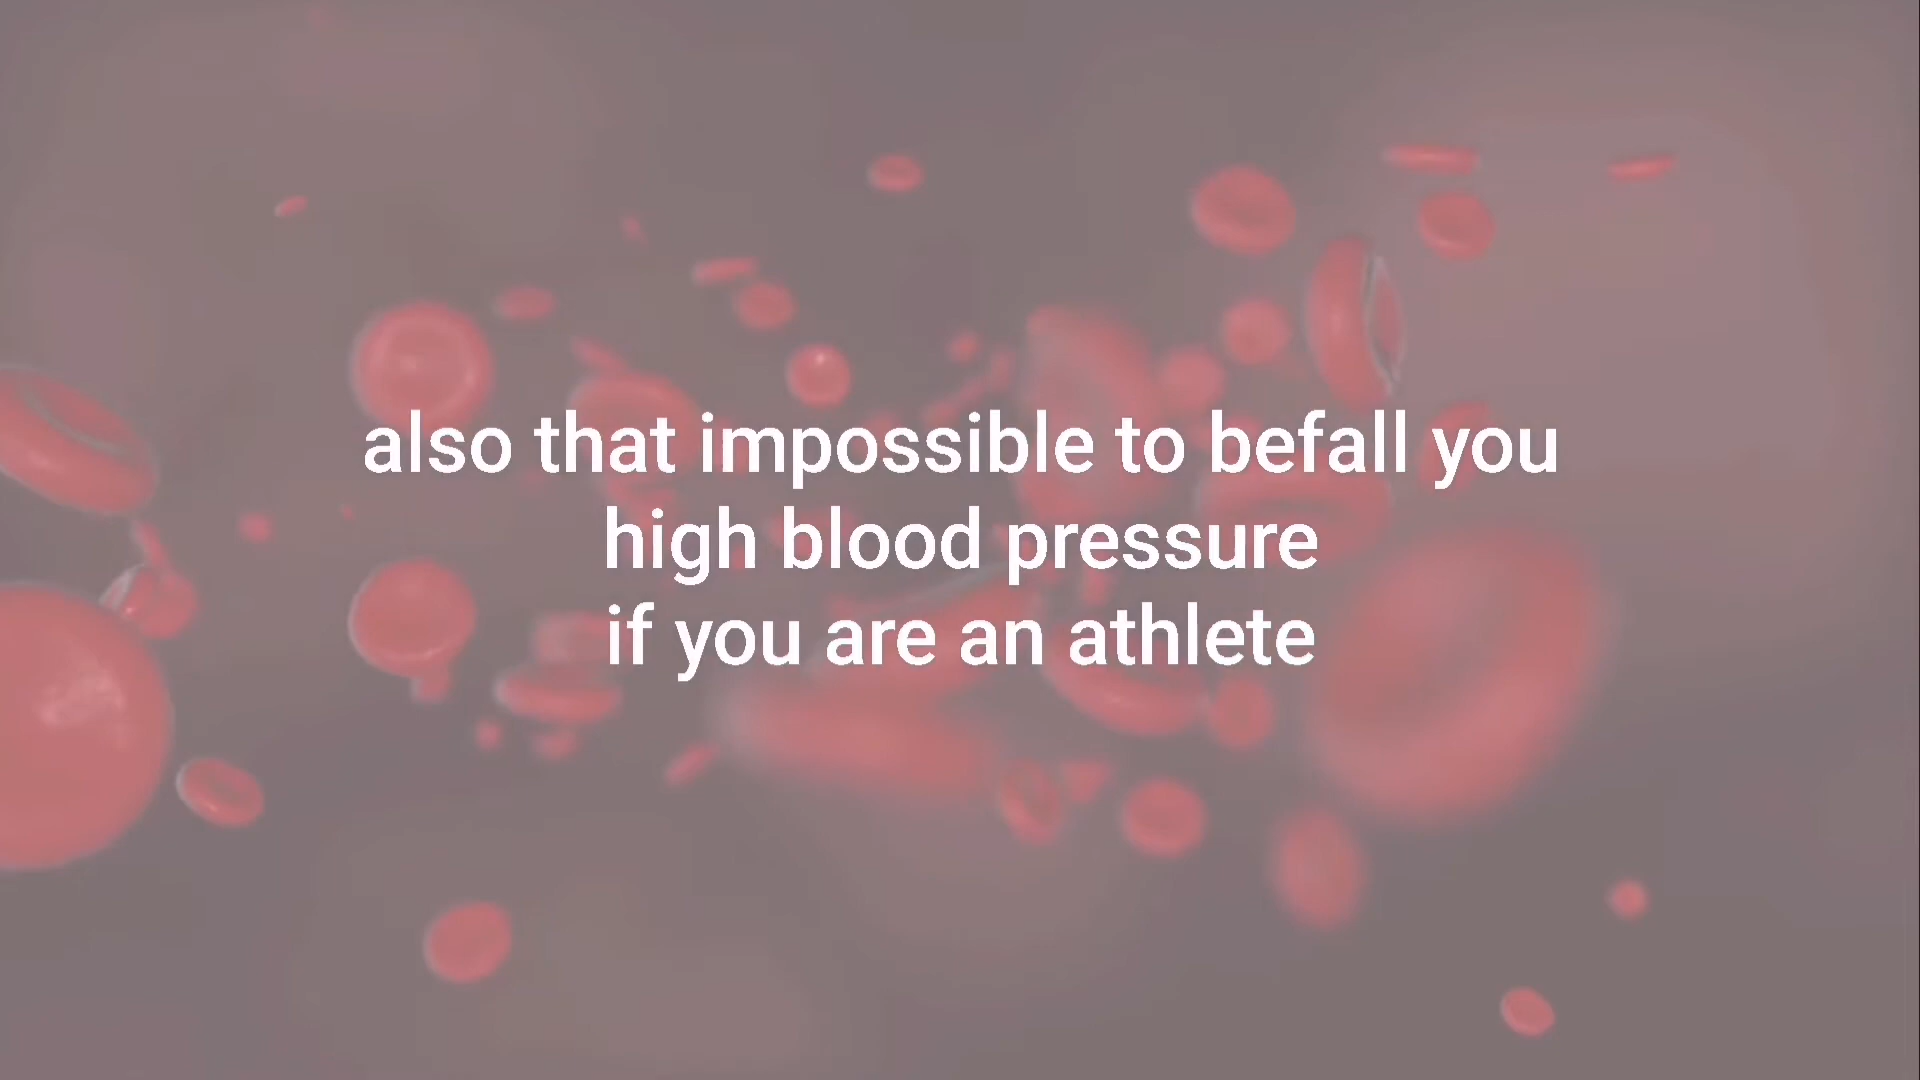 also that impossible to befall you
high blood pressure
if you are an athlete